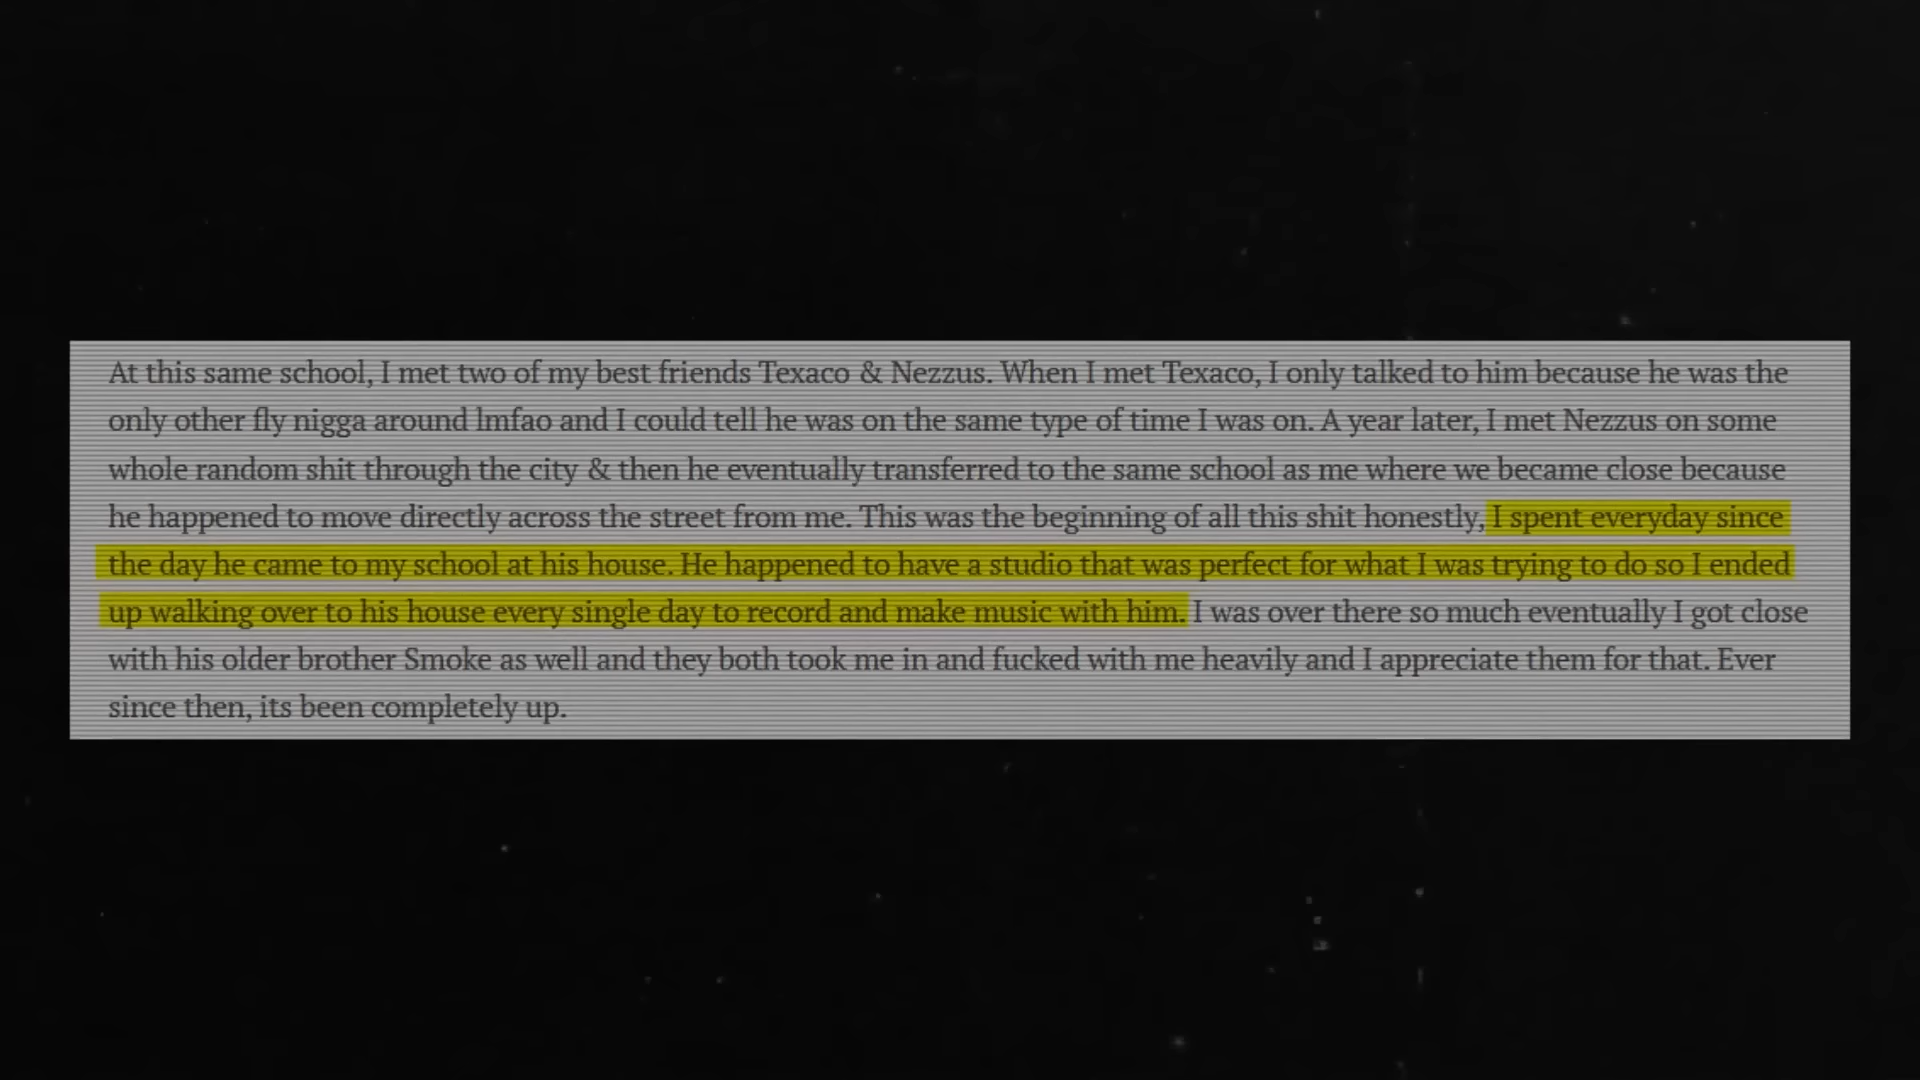 At this same school, I met two of my best friends Texaco & Nezzus. When I met Texaco, I only talked to him because he was the
only other fly nigga around lmfao and I could tell he was on the same type of time I was on. A year later, I met Nezzus on some
whole random shit through the city & then he eventually transferred to the same school as me where we became close because
he happened to move directly across the street from me. This was the beginning of all this shit honestly, I spent everyday since
the day he came to my school at his house. He happened to have a studio that was perfect for what I was trying to do so I ended
up walking over to his house every single day to record and make music with him. I was over there so much eventually I got close
with his older brother Smoke as well and they both took me in and fucked with me heavily and I appreciate them for that. Ever
since then, its been completely up.